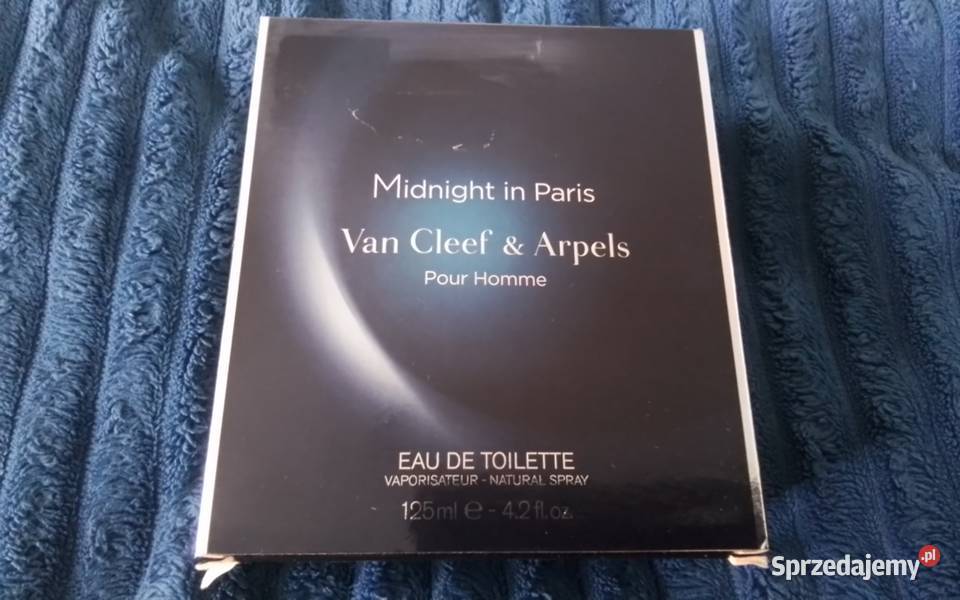 Midnight in Paris
Van Cleef & Arpels
Pour Homme
EAU DE TOILETTE
VAPORISATEUR - NATURAL SPRAY
125ml e - 4.2 fl.oz.
Sprzedajemy.pl